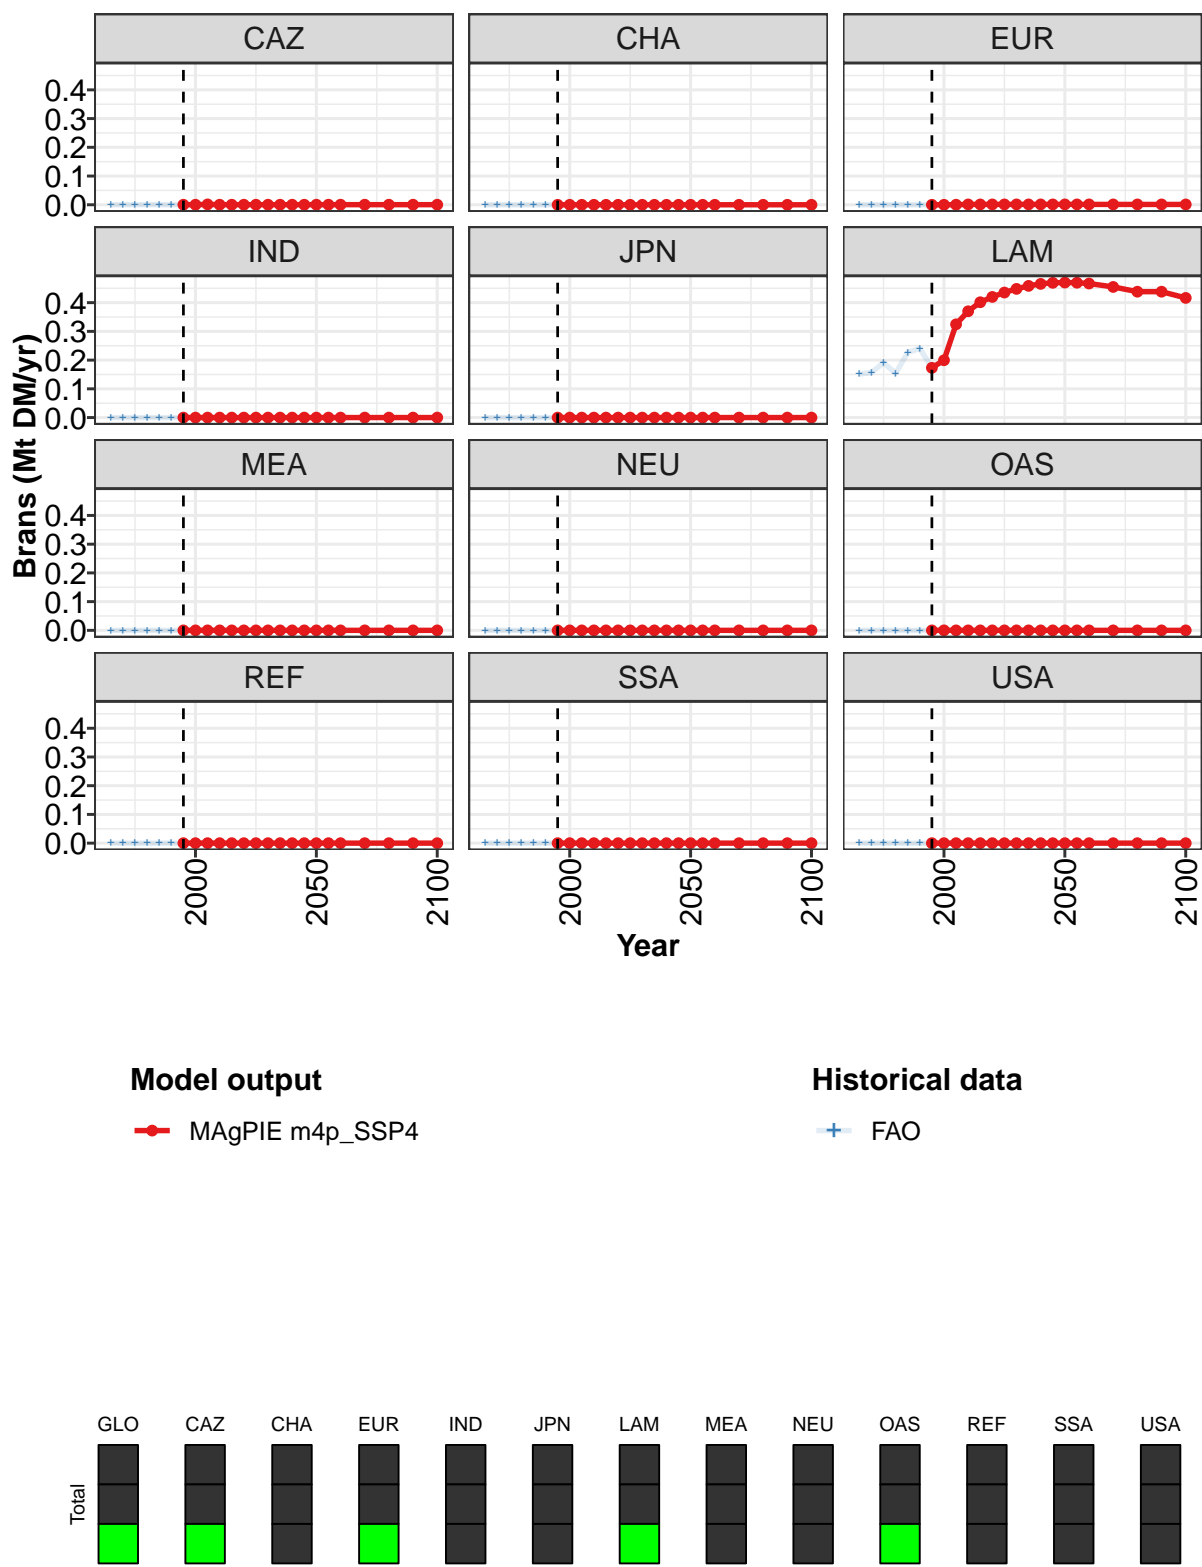 CAZ CHA EUR
0.4
0.3
0.2
0.1
0.0
IND JPN LAM
0.4
0.3
0.2
0.1
0.0
MEA NEU OAS
0.4
0.3
0.2
0.1
0.0
REF SSA USA
0.4
0.3
0.2
0.1
0.0
Brans (Mt DM/yr)
2000 2050 2100 2000 2050 2100 2000 2050 2100
Year
Model output Historical data
MAgPIE m4p_SSP4 FAO
GLO CAZ CHA EUR IND JPN LAM MEA NEU OAS REF SSA USA
Total